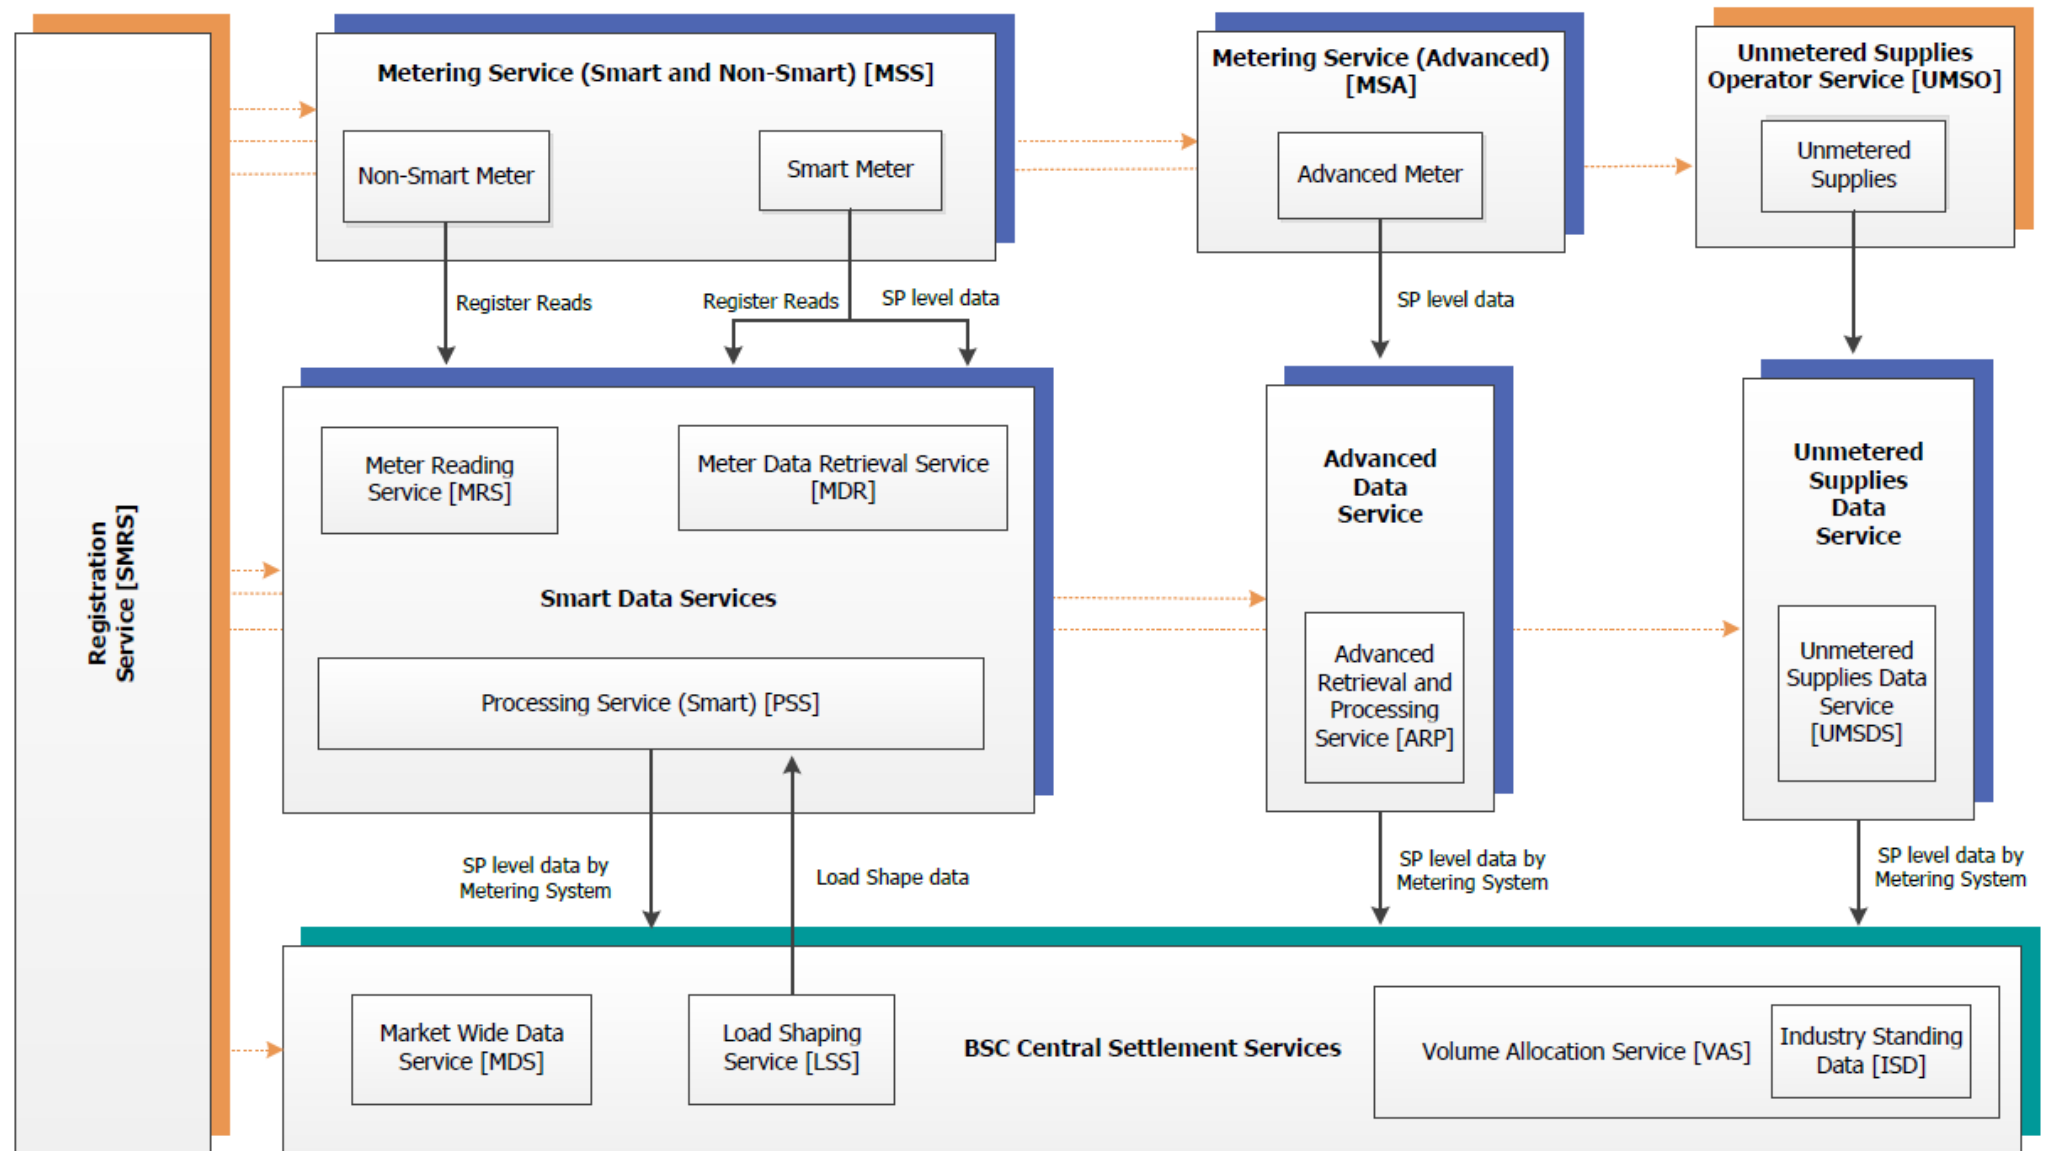 Registration
Service [SMRS]
Metering Service (Smart and Non-Smart) [MSS]
Non-Smart Meter
Smart Meter
Metering Service (Advanced)
[MSA]
Advanced Meter
Unmetered Supplies
Operator Service [UMSO]
Unmetered
Supplies
Register Reads
Register Reads
SP level data
SP level data
Meter Reading
Service [MRS]
Meter Data Retrieval Service
[MDR]
Smart Data Services
Processing Service (Smart) [PSS]
Advanced
Data
Service
Advanced
Retrieval and
Processing
Service [ARP]
Unmetered
Supplies
Data
Service
Unmetered
Supplies Data
Service
[UMSDS]
SP level data by
Metering System
Load Shape data
SP level data by
Metering System
SP level data by
Metering System
Market Wide Data
Service [MDS]
Load Shaping
Service [LSS]
BSC Central Settlement Services
Volume Allocation Service [VAS]
Industry Standing
Data [ISD]